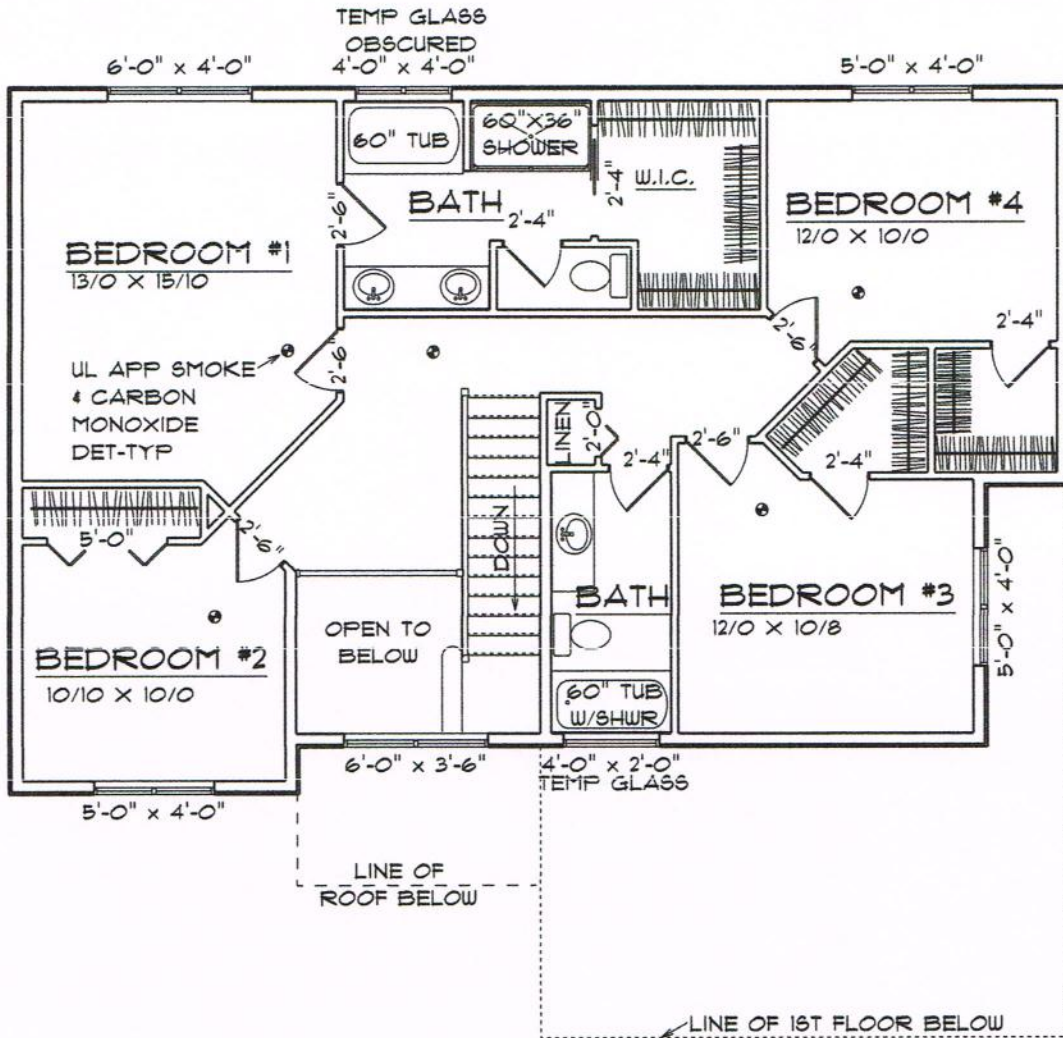 TEMP GLASS
OBSCURED
6'-0" x 4'-0"
4'-0" x 4'-0"
5'-0" x 4'-0"
60" TUB
60"X36"
SHOWER
2'-4"
W.I.C.
BATH
2'-4"
2'-6"
BEDROOM #1
13/0 X 15/10
BEDROOM #4
12/0 X 10/0
2'-4"
2'-6"
UL APP SMOKE
& CARBON
MONOXIDE
DET-TYP
2'-6"
LINEN
2'-0"
2'-4"
2'-6"
2'-4"
5'-0"
2'-6"
DOWN
BATH
BEDROOM #3
12/0 X 10/8
5'-0" x 4'-0"
OPEN TO
BELOW
BEDROOM #2
10/10 X 10/0
60" TUB
W/SHWR
6'-0" x 3'-6"
4'-0" x 2'-0"
TEMP GLASS
5'-0" x 4'-0"
LINE OF
ROOF BELOW
LINE OF 1ST FLOOR BELOW